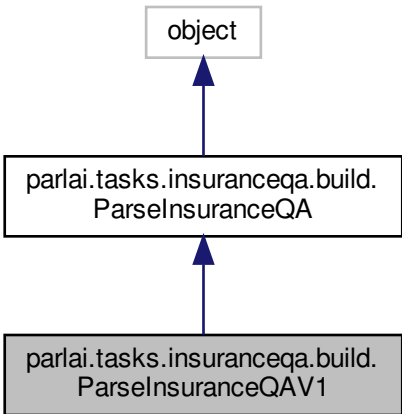 object
parlai.tasks.insuranceqa.build.
ParseInsuranceQA
parlai.tasks.insuranceqa.build.
ParseInsuranceQAV1